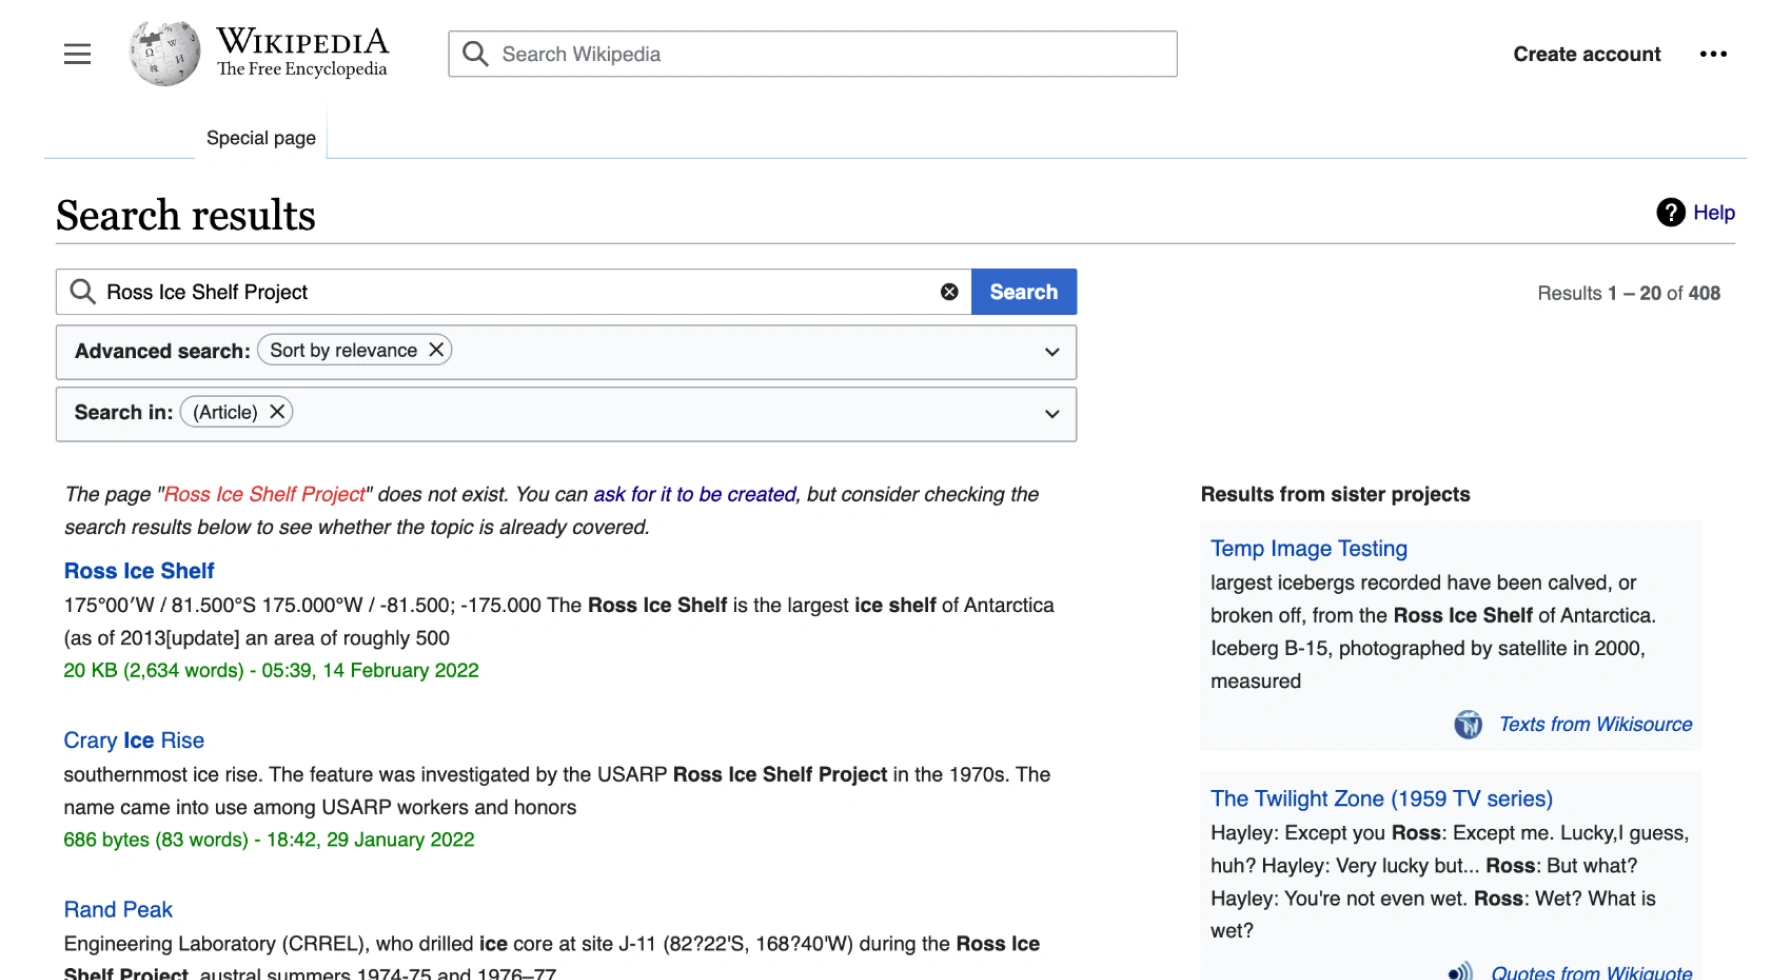 WIKIPEDIA
The Free Encyclopedia
Search Wikipedia
Create account
Special page
Search results
Help
Ross Ice Shelf Project
Search
Results 1 – 20 of 408
Advanced search: Sort by relevance
Search in: (Article)
The page "Ross Ice Shelf Project" does not exist. You can ask for it to be created, but consider checking the
search results below to see whether the topic is already covered.
Ross Ice Shelf
175°00′W / 81.500°S 175.000°W / -81.500; -175.000 The Ross Ice Shelf is the largest ice shelf of Antarctica
(as of 2013[update] an area of roughly 500
20 KB (2,634 words) - 05:39, 14 February 2022
Crary Ice Rise
southernmost ice rise. The feature was investigated by the USARP Ross Ice Shelf Project in the 1970s. The
name came into use among USARP workers and honors
686 bytes (83 words) - 18:42, 29 January 2022
Rand Peak
Engineering Laboratory (CRREL), who drilled ice core at site J-11 (82?22'S, 168?40'W) during the Ross Ice
Shelf Project, austral summers 1974-75 and 1976–77
Results from sister projects
Temp Image Testing
largest icebergs recorded have been calved, or
broken off, from the Ross Ice Shelf of Antarctica.
Iceberg B-15, photographed by satellite in 2000,
measured
Texts from Wikisource
The Twilight Zone (1959 TV series)
Hayley: Except you Ross: Except me. Lucky,I guess,
huh? Hayley: Very lucky but... Ross: But what?
Hayley: You're not even wet. Ross: Wet? What is
wet?
Quotes from Wikiquote